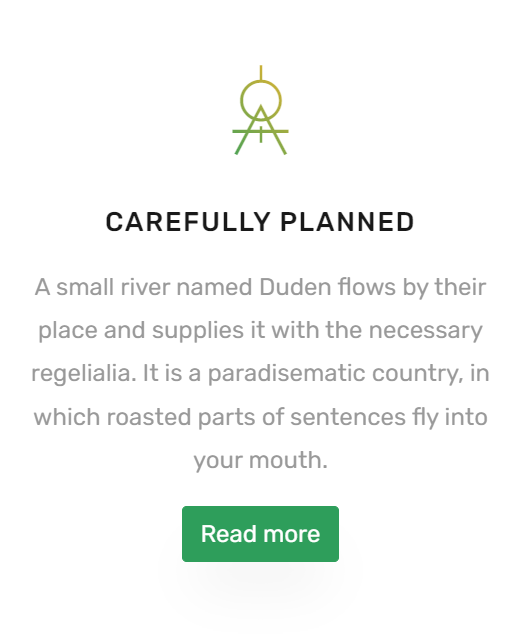 CAREFULLY PLANNED
A small river named Duden flows by their
place and supplies it with the necessary
regelialia. It is a paradisematic country, in
which roasted parts of sentences fly into
your mouth.
Read more